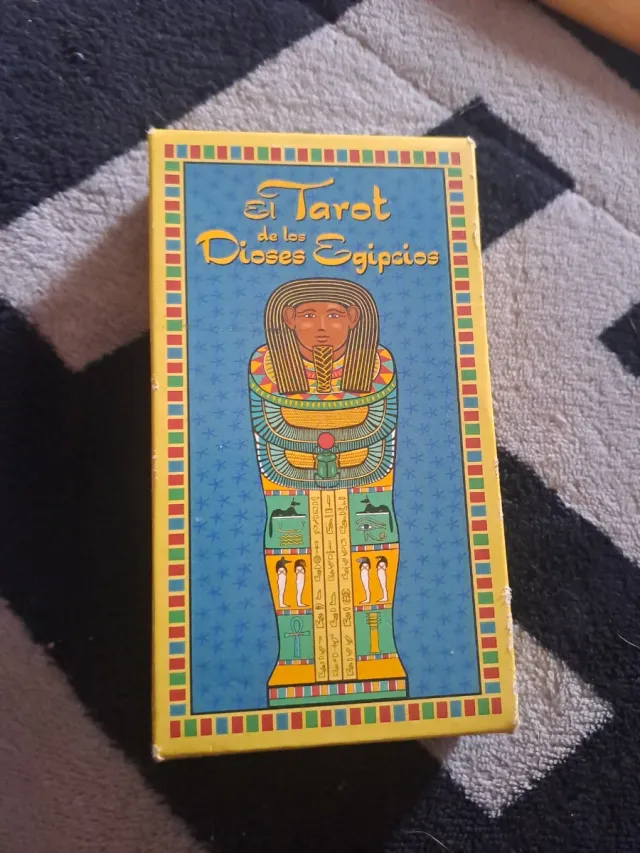 El Tarot
de los
Dioses Egipcios